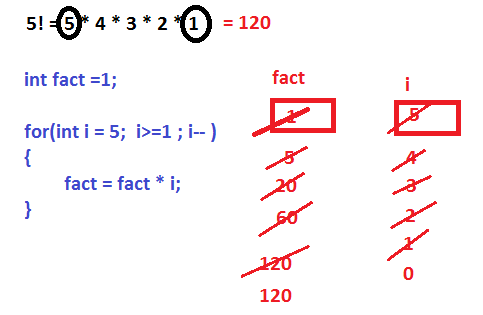 5! = 5 * 4 * 3 * 2 * 1 = 120
int fact =1;
fact i
1 5
for(int i = 5; i>=1 ; i-- )
{
5 4
fact = fact * i;
20 3
}
60 2
120 1
120 0